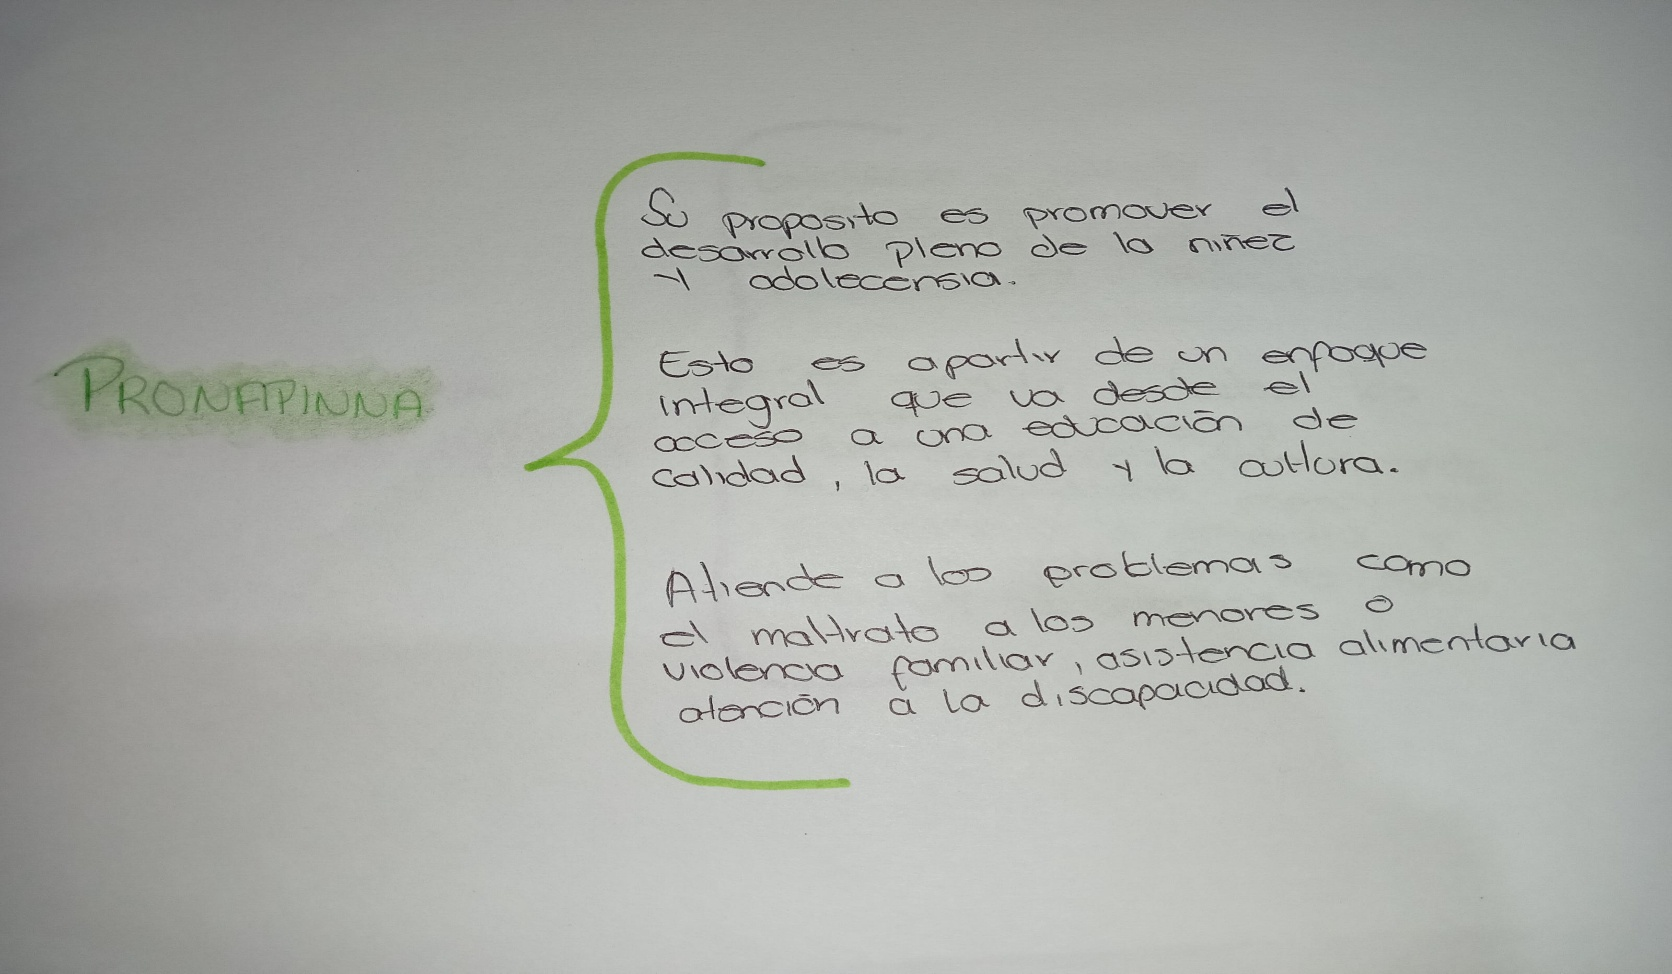 PRONAPINNA
Su proposito es promover el
desarrollo pleno de la niñez
y adolecensia.
Esto es apartir de un enfoque
integral que va desde el
acceso a una educación de
calidad, la salud y la cultura.
Atiende a los problemas como
el maltrato a los menores o
violencia familiar, asistencia alimentaria
atención a la discapacidad.